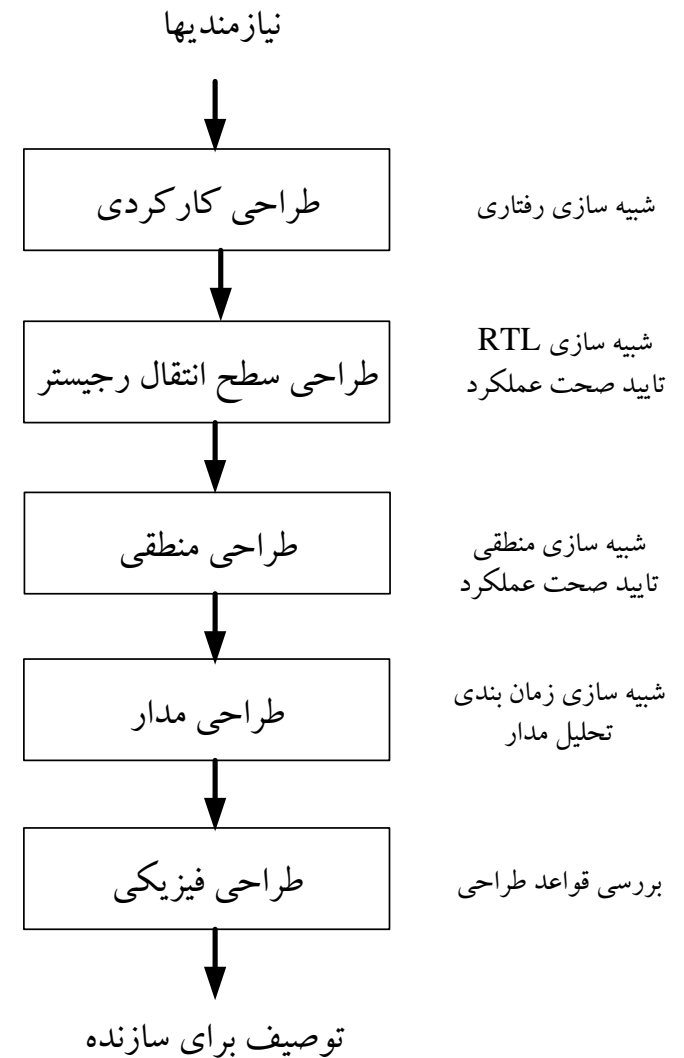 نیازمندیها
طراحی کارکردی
شبیه سازی رفتاری
طراحی سطح انتقال رجیستر
شبیه سازی RTL
تایید صحت عملکرد
طراحی منطقی
شبیه سازی منطقی
تایید صحت عملکرد
طراحی مدار
شبیه سازی زمان بندی
تحلیل مدار
طراحی فیزیکی
بررسی قواعد طراحی
توصیف برای سازنده